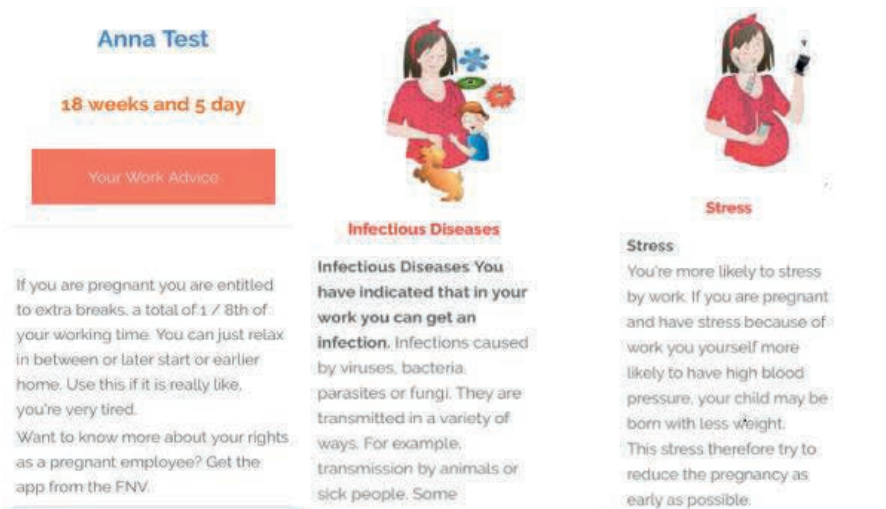 Anna Test
18 weeks and 5 day
Your Work Advice
If you are pregnant you are entitled
to extra breaks, a total of 1 / 8th of
your working time. You can just relax
in between or later start or earlier
home. Use this if it is really like,
you're very tired.
Want to know more about your rights
as a pregnant employee? Get the
app from the FNV.
Infectious Diseases
Infectious Diseases You
have indicated that in your
work you can get an
infection. Infections caused
by viruses, bacteria,
parasites or fungi. They are
transmitted in a variety of
ways. For example,
transmission by animals or
sick people. Some
Stress
Stress
You're more likely to stress
by work. If you are pregnant
and have stress because of
work you yourself more
likely to have high blood
pressure, your child may be
born with less weight.
This stress therefore try to
reduce the pregnancy as
early as possible.